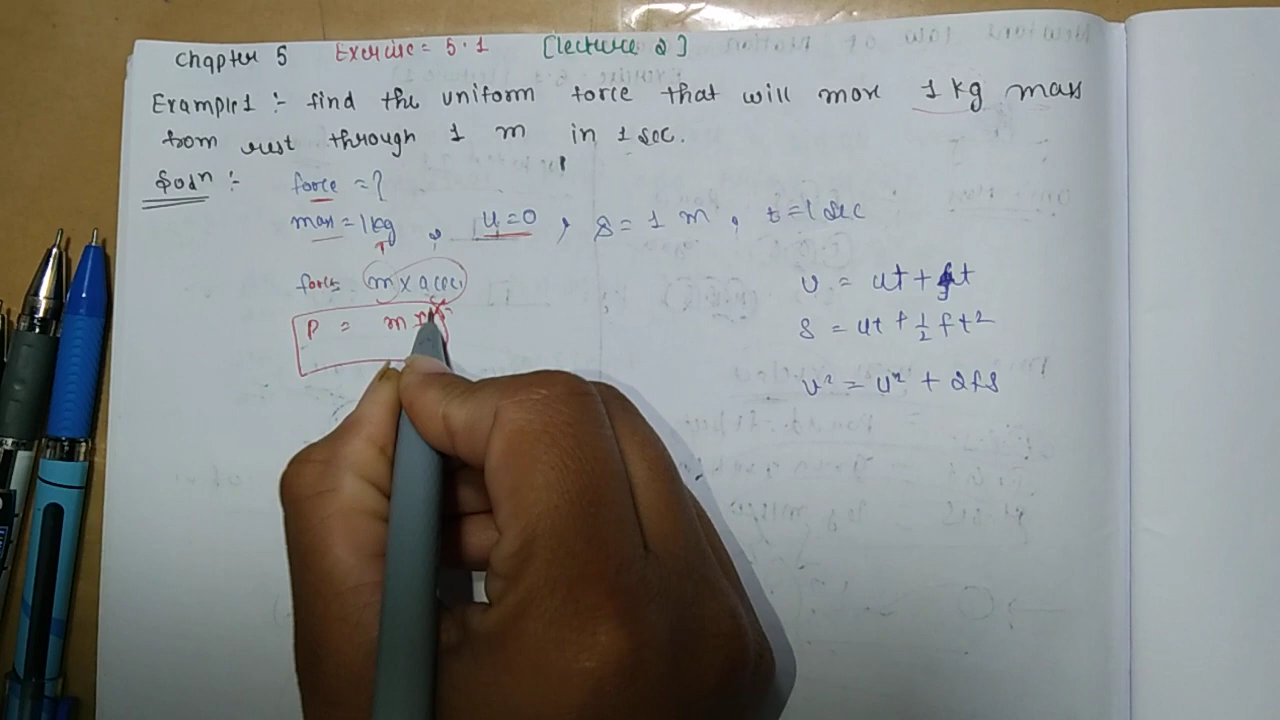 Chapter 5 Exercise = 5.1 [lecture 2]
Example 1 :- find the uniform force that will move 1 kg mass
from rest through 1 m in 1 sec.
Soln :- force = ?
mass = 1kg , u=0 , s = 1 m , t=1 sec
force m x acc
P = m x
v = ut + ft
s = ut + 1/2 f t²
v² = u² + 2fs